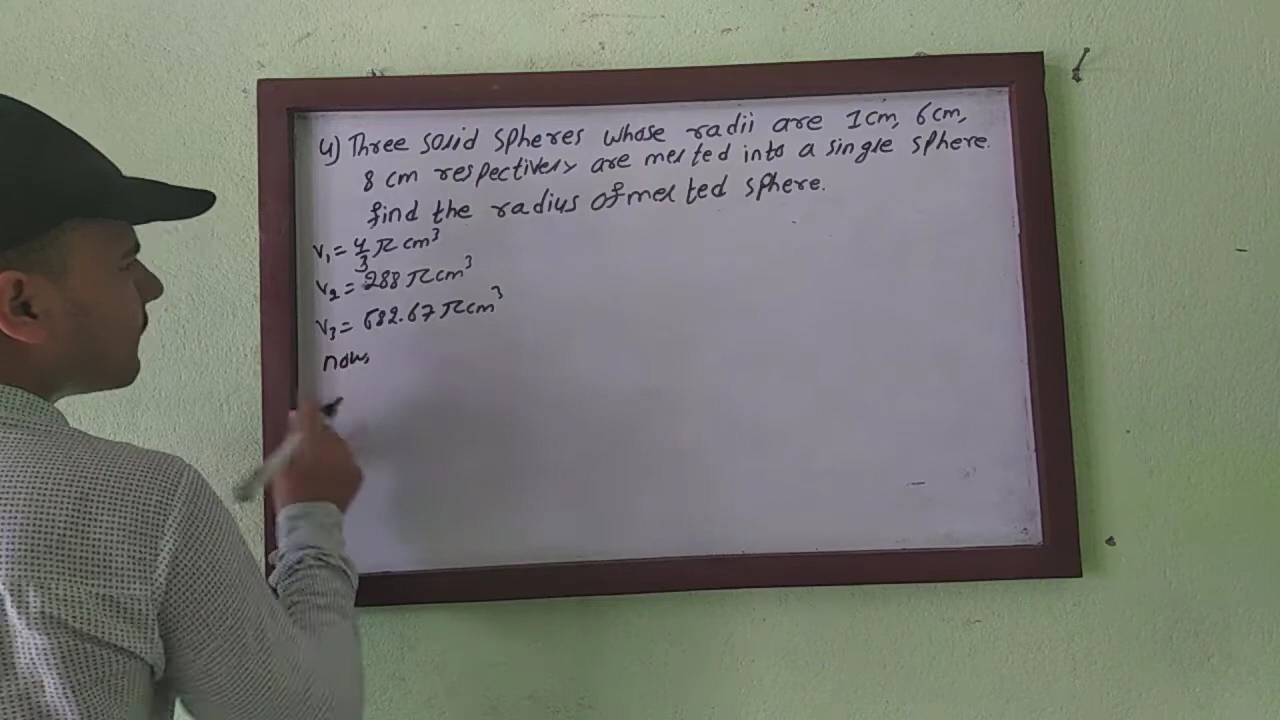 4) Three solid spheres whose radii are 1cm, 6cm,
8 cm respectively are melted into a single sphere.
find the radius of melted sphere.
V₁ = 4/3 π cm³
V₂ = 288 π cm³
V₃ = 682.67 π cm³
now,